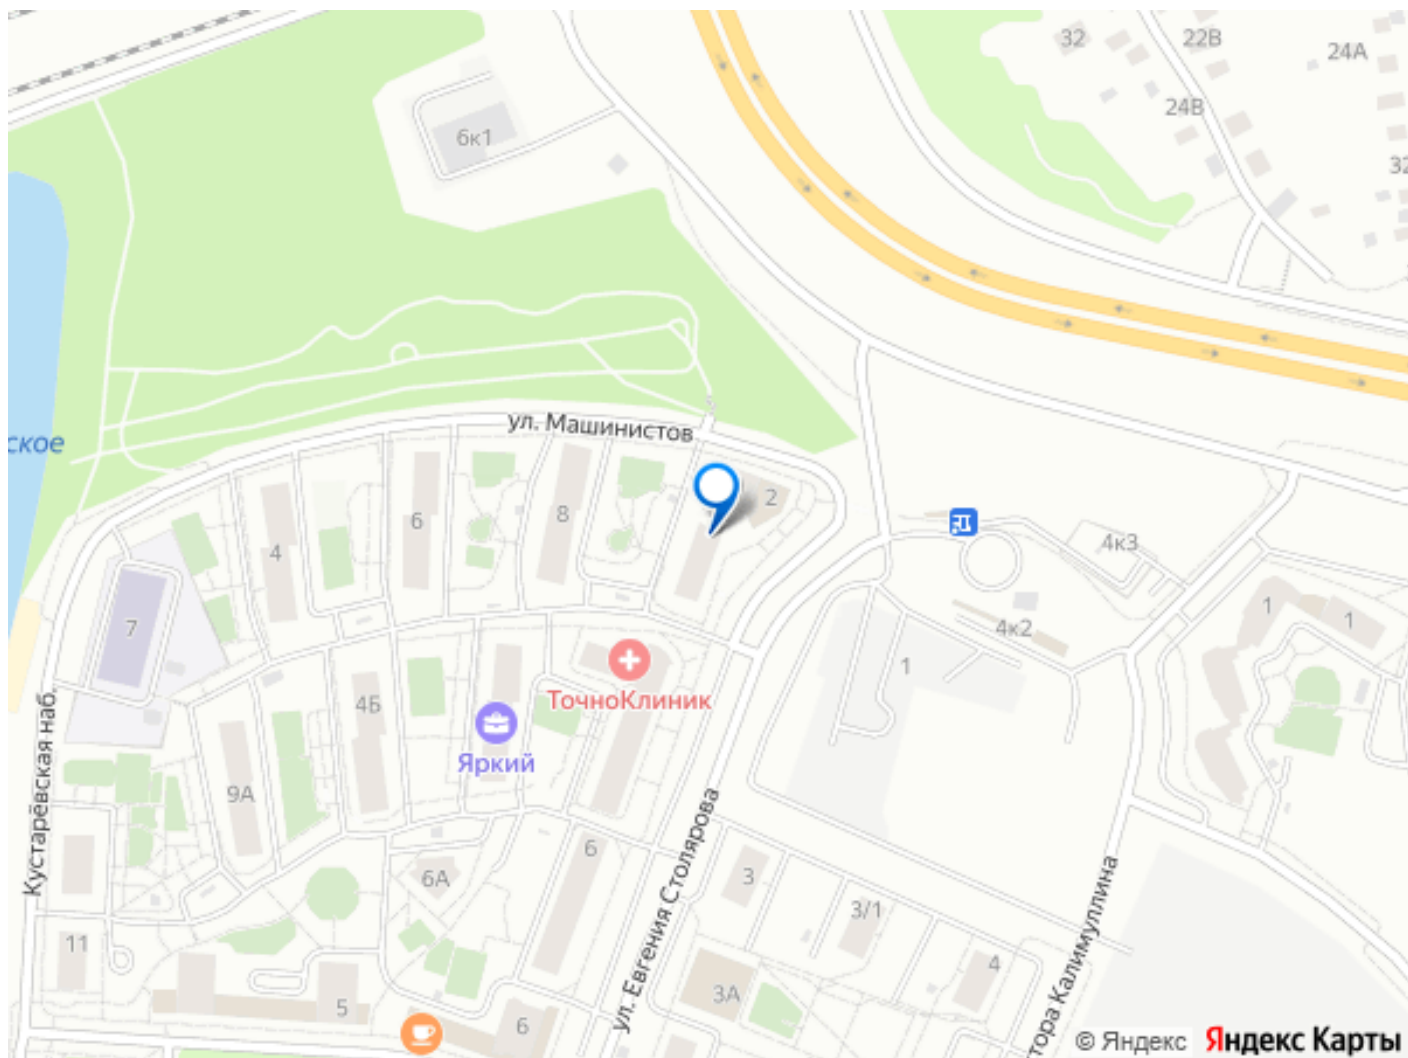 32
22В
24А
24В
32
6к1
ское
ул. Машинистов
2
6
8
4
4к3
7
4к2
1
1
1
ТочноКлиник
4Б
Яркий
9А
Кустарёвская наб.
ул. Евгения Столярова
6
6А
3
3/1
11
4
3А
5
6
тора Калимуллина
© Яндекс
Яндекс Карты